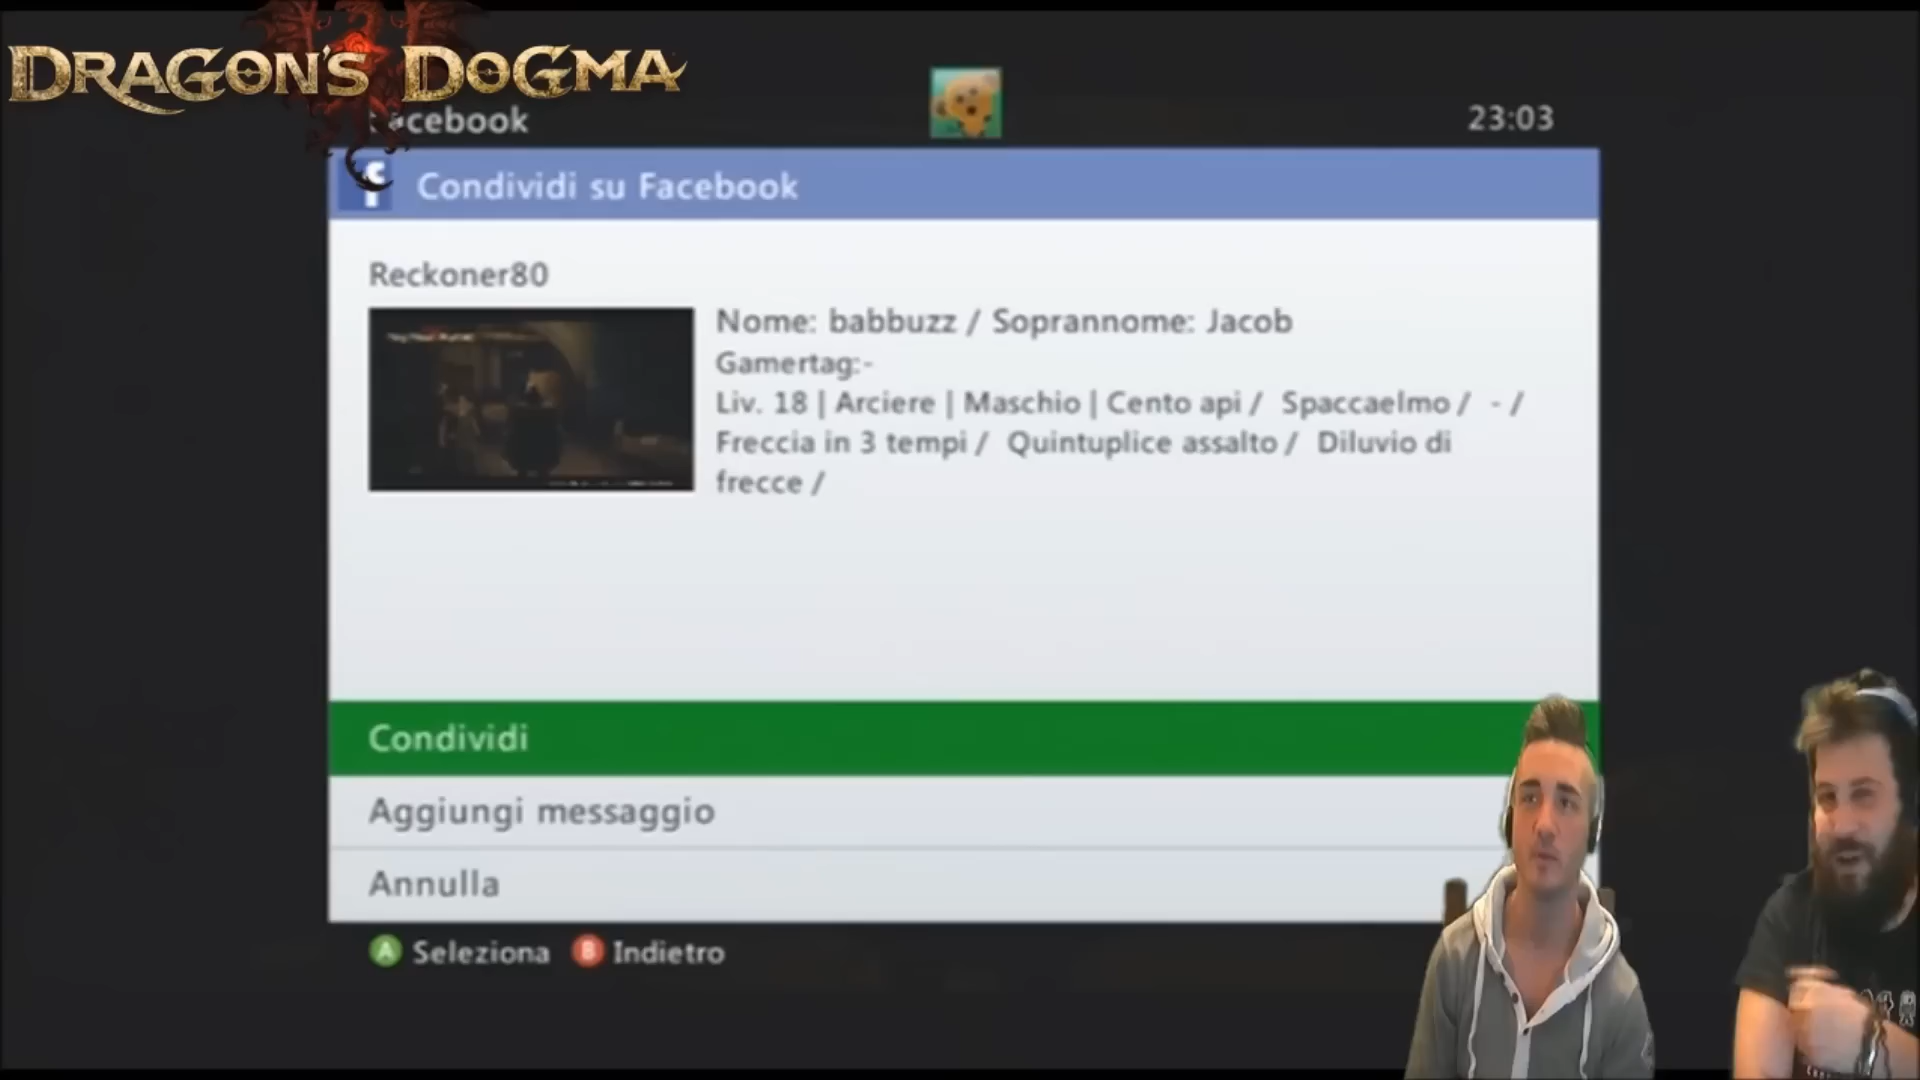 DRAGON'S DOGMA
Facebook
23:03
Condividi su Facebook
Reckoner80
Nome: babbuzz / Soprannome: Jacob
Gamertag:-
Liv. 18 | Arciere | Maschio | Cento api / Spaccaelmo / - /
Freccia in 3 tempi / Quintuplice assalto / Diluvio di
frecce /
Condividi
Aggiungi messaggio
Annulla
A Seleziona B Indietro